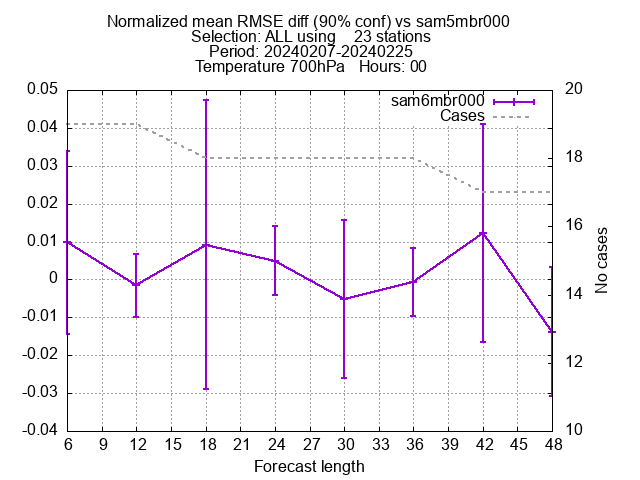 Normalized mean RMSE diff (90% conf) vs sam5mbr000
Selection: ALL using    23 stations
Period: 20240207-20240225
Temperature 700hPa   Hours: 00
sam6mbr000
Cases
0.05
0.04
0.03
0.02
0.01
0
-0.01
-0.02
-0.03
-0.04
20
18
16
14
12
10
No cases
6 9 12 15 18 21 24 27 30 33 36 39 42 45 48
Forecast length